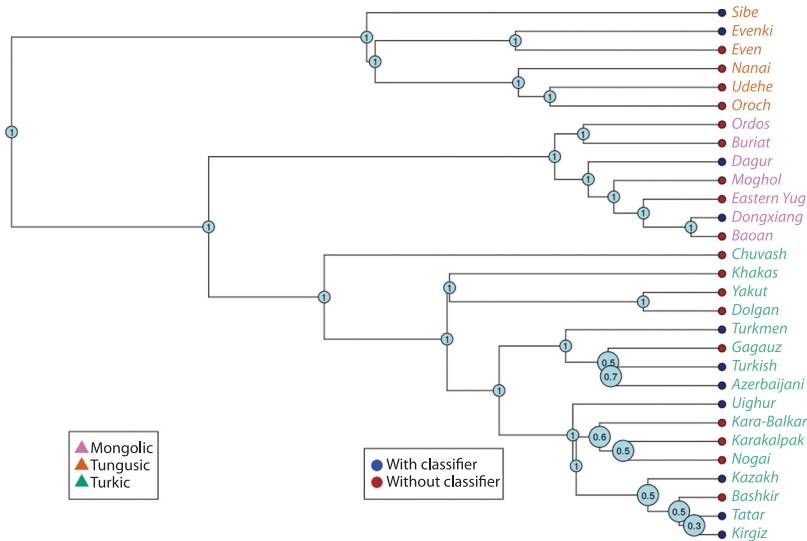 Sibe
1
Evenki
1
Even
1
1
Nanai
1
Udehe
1
Oroch
1
Ordos
1
Buriat
1
Dagur
1
Moghol
1
Eastern Yug
1
Dongxiang
1
1
Baoan
Chuvash
Khakas
1
Yakut
1
1
Dolgan
Turkmen
1
1
Gagauz
0.5
Turkish
0.7
Azerbaijani
1
Uighur
Kara-Balkar
1
0.6
Karakalpak
0.5
Nogai
1
Kazakh
0.5
Bashkir
0.5
Tatar
0.3
Kirgiz
Mongolic
Tungusic
Turkic
With classifier
Without classifier